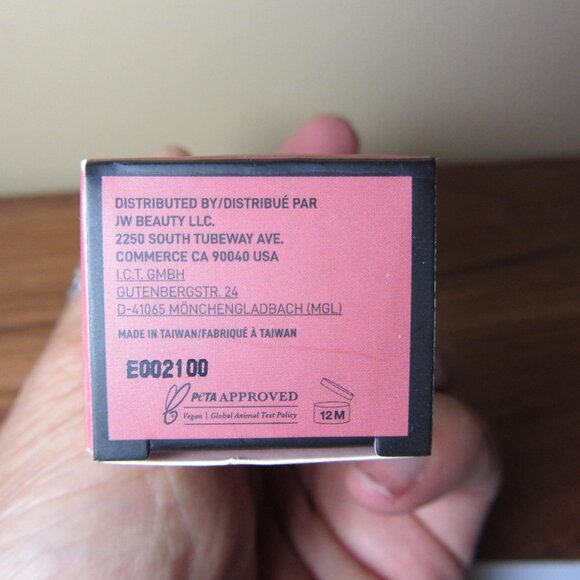 DISTRIBUTED BY/DISTRIBUÉ PAR
JW BEAUTY LLC.
2250 SOUTH TUBEWAY AVE.
COMMERCE CA 90040 USA
I.C.T. GMBH
GUTENBERGSTR. 24
D-41065 MÖNCHENGLADBACH (MGL)
MADE IN TAIWAN/FABRIQUÉ À TAIWAN
E002100
PETA APPROVED
Vegan | Global Animal Test Policy
12M